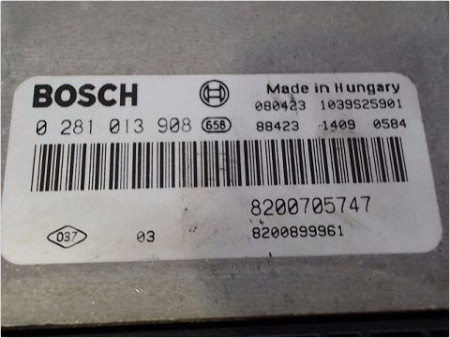 BOSCH Made in Hungary
080423 1039S25901
0 281 013 908 658 88423 1409 0584
8200705747
037 03 8200899961